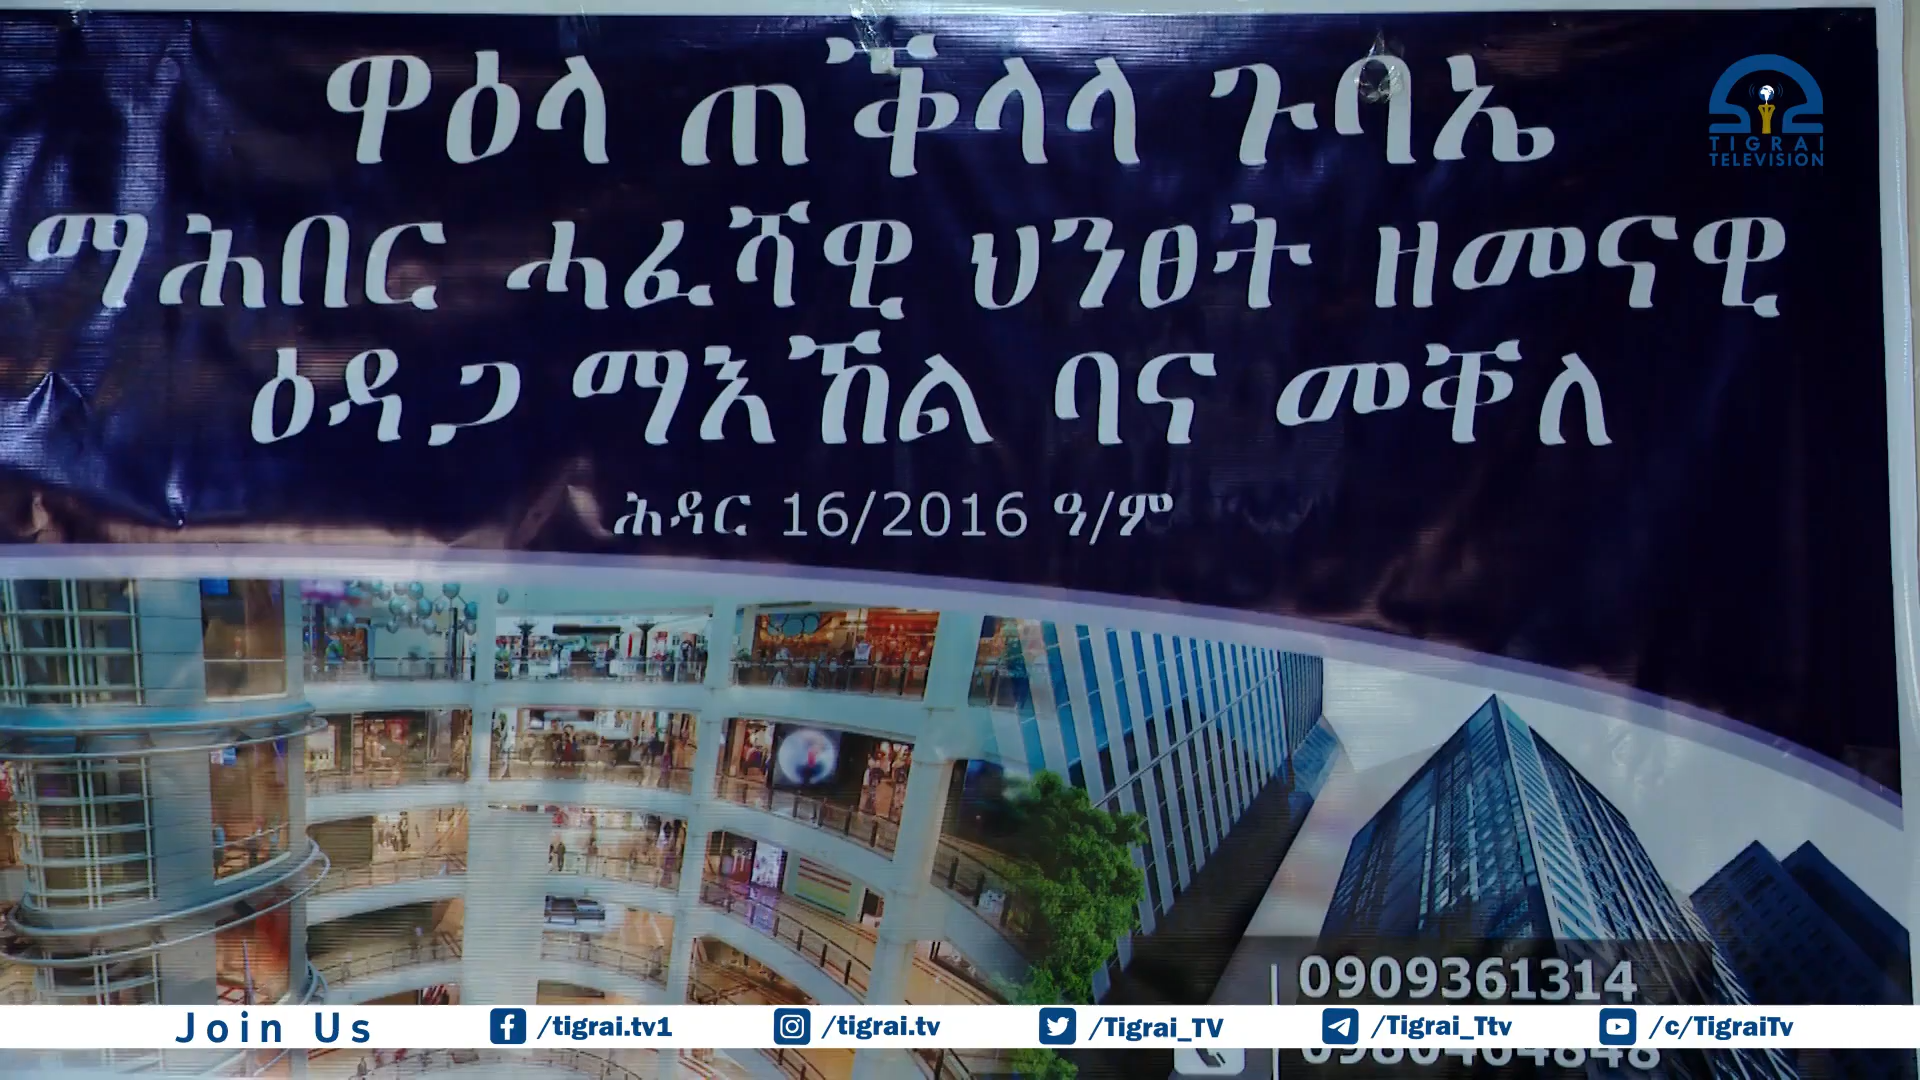 ዋዕላ ጠቕላላ ጉባኤ
ማሕበር ሓፈሻዊ ህንፀት ዘመናዊ
ዕዳጋ ማእኸል ባና መቐለ
ሕዳር 16/2016 ዓ/ም
TIGRAI
TELEVISION
0909361314
Join Us /tigrai.tv1 /tigrai.tv /Tigrai_TV /Tigrai_Ttv /c/TigraiTv